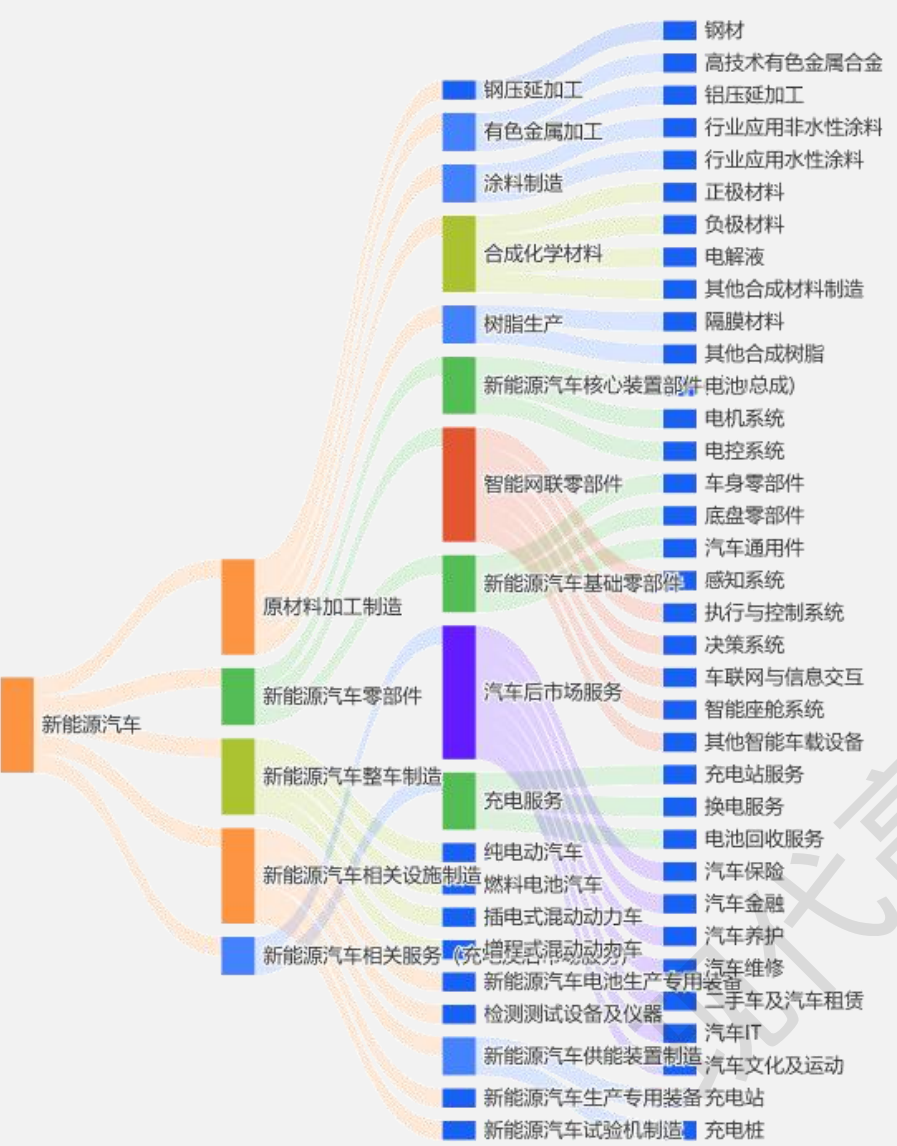 新能源汽车
原材料加工制造
新能源汽车零部件
新能源汽车整车制造
新能源汽车相关设施制造
新能源汽车相关服务
钢压延加工
有色金属加工
涂料制造
合成化学材料
树脂生产
新能源汽车核心装置部件
智能网联零部件
新能源汽车基础零部件
汽车后市场服务
充电服务
纯电动汽车
燃料电池汽车
插电式混动动力车
增程式混动动力车
新能源汽车电池生产专用装备
检测测试设备及仪器
新能源汽车供能装置制造
新能源汽车生产专用装备
新能源汽车试验机制造
钢材
高技术有色金属合金
铝压延加工
行业应用非水性涂料
行业应用水性涂料
正极材料
负极材料
电解液
其他合成材料制造
隔膜材料
其他合成树脂
电池(总成)
电机系统
电控系统
车身零部件
底盘零部件
汽车通用件
感知系统
执行与控制系统
决策系统
车联网与信息交互
智能座舱系统
其他智能车载设备
充电站服务
换电服务
电池回收服务
汽车保险
汽车金融
汽车养护
汽车维修
二手车及汽车租赁
汽车IT
汽车文化及运动
充电站
充电桩
现代高